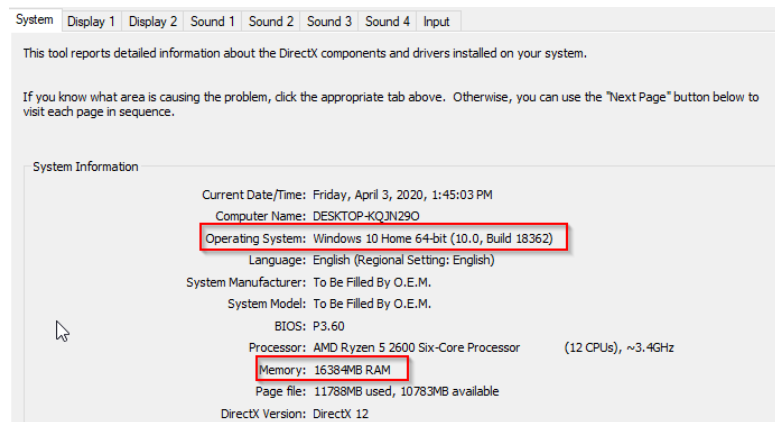 System Display 1 Display 2 Sound 1 Sound 2 Sound 3 Sound 4 Input
This tool reports detailed information about the DirectX components and drivers installed on your system.
If you know what area is causing the problem, click the appropriate tab above.  Otherwise, you can use the "Next Page" button below to
visit each page in sequence.
System Information
Current Date/Time: Friday, April 3, 2020, 1:45:03 PM
Computer Name: DESKTOP-KQJN29O
Operating System: Windows 10 Home 64-bit (10.0, Build 18362)
Language: English (Regional Setting: English)
System Manufacturer: To Be Filled By O.E.M.
System Model: To Be Filled By O.E.M.
BIOS: P3.60
Processor: AMD Ryzen 5 2600 Six-Core Processor (12 CPUs), ~3.4GHz
Memory: 16384MB RAM
Page file: 11788MB used, 10783MB available
DirectX Version: DirectX 12